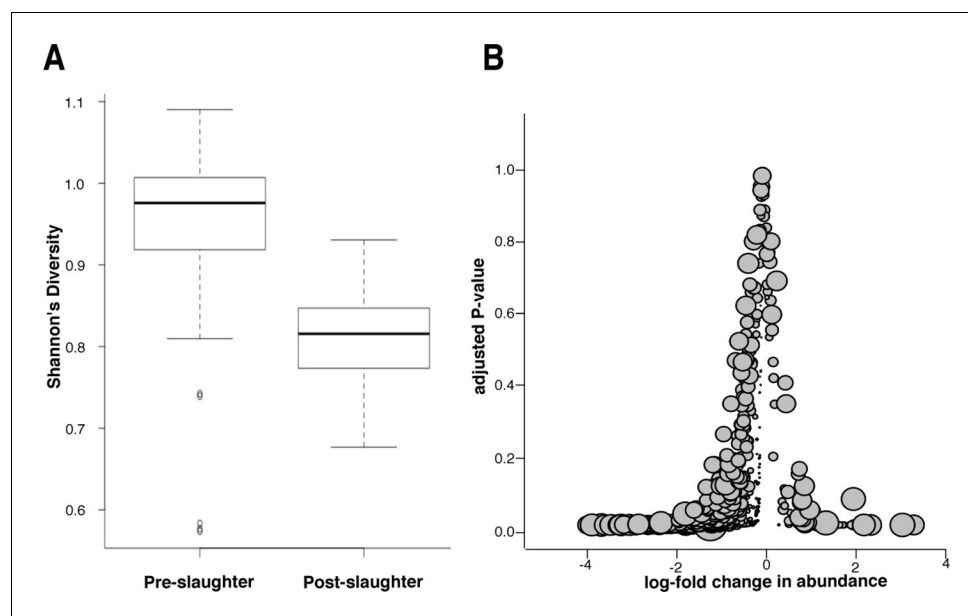 A
B
1.1
1.0
0.9
0.8
0.7
0.6
Shannon's Diversity
Pre-slaughter
Post-slaughter
1.0
0.8
0.6
0.4
0.2
0.0
adjusted P-value
-4
-2
0
2
4
log-fold change in abundance